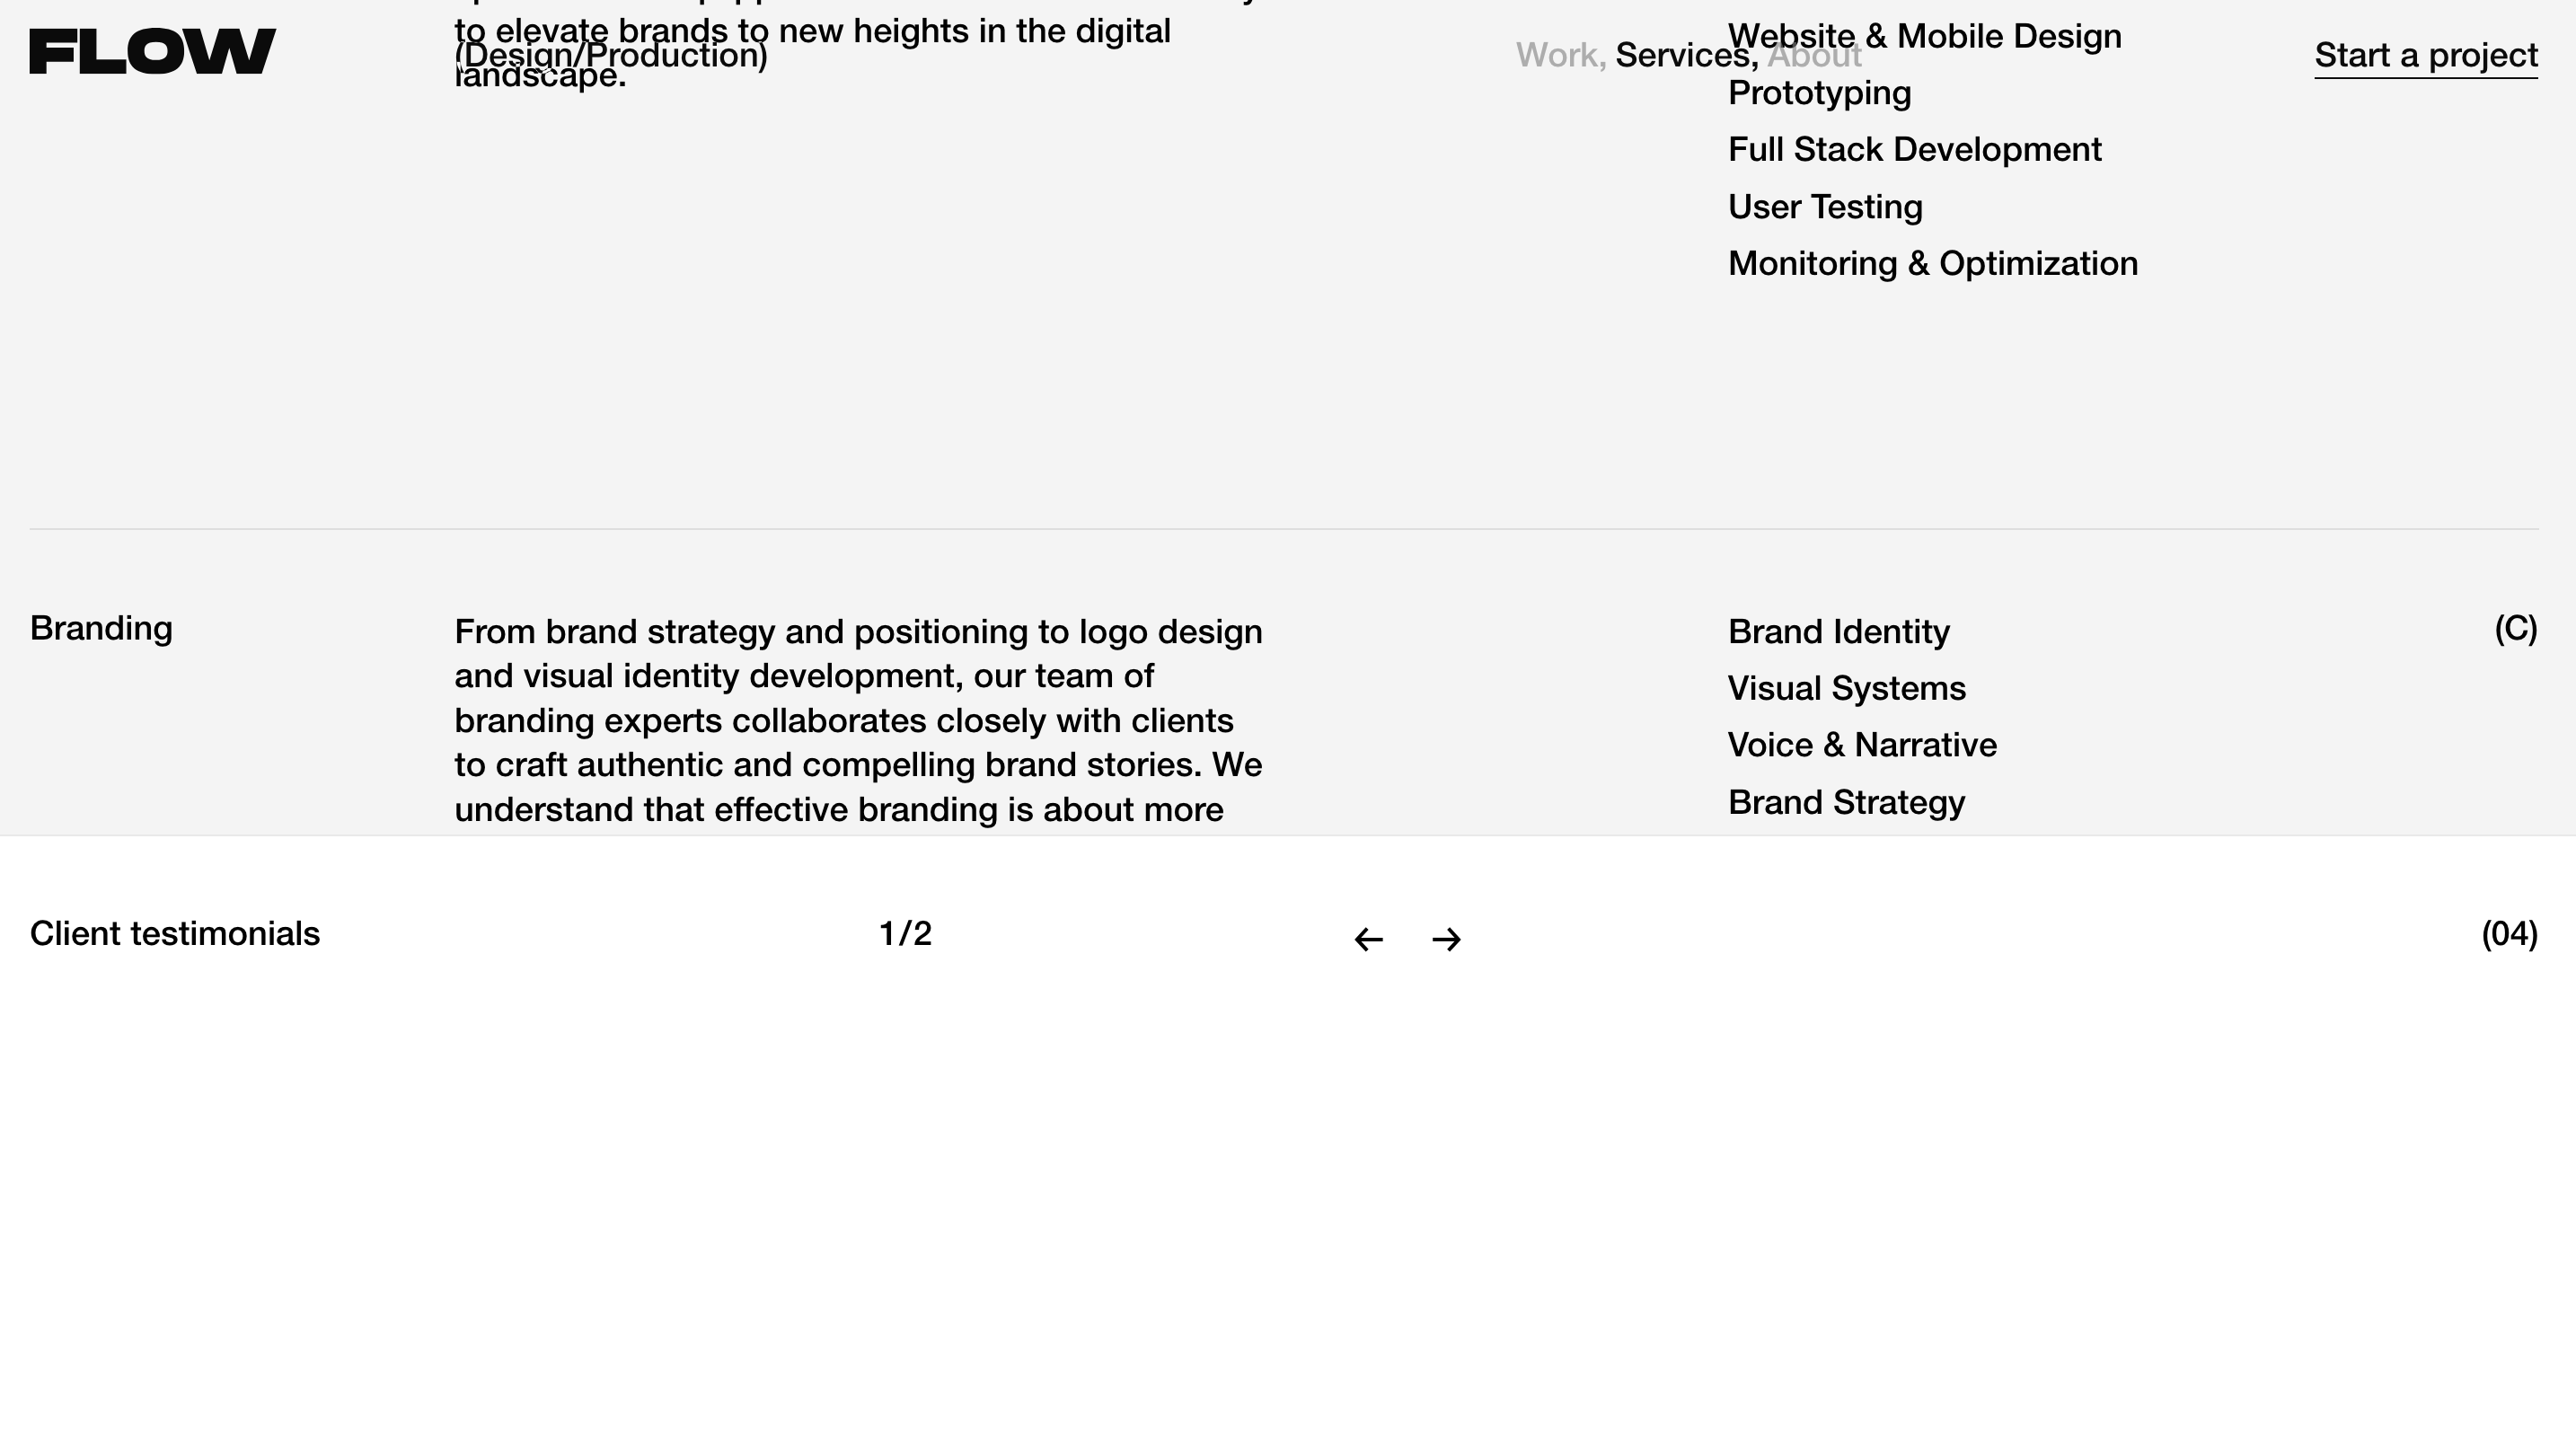 to elevate brands to new heights in the digital
landscape.
FLOW
(Design/Production)
Work, Services, About
Start a project
Website & Mobile Design
Prototyping
Full Stack Development
User Testing
Monitoring & Optimization
Branding
From brand strategy and positioning to logo design
and visual identity development, our team of
branding experts collaborates closely with clients
to craft authentic and compelling brand stories. We
understand that effective branding is about more
Brand Identity
Visual Systems
Voice & Narrative
Brand Strategy
(C)
Client testimonials
1/2
← →
(04)